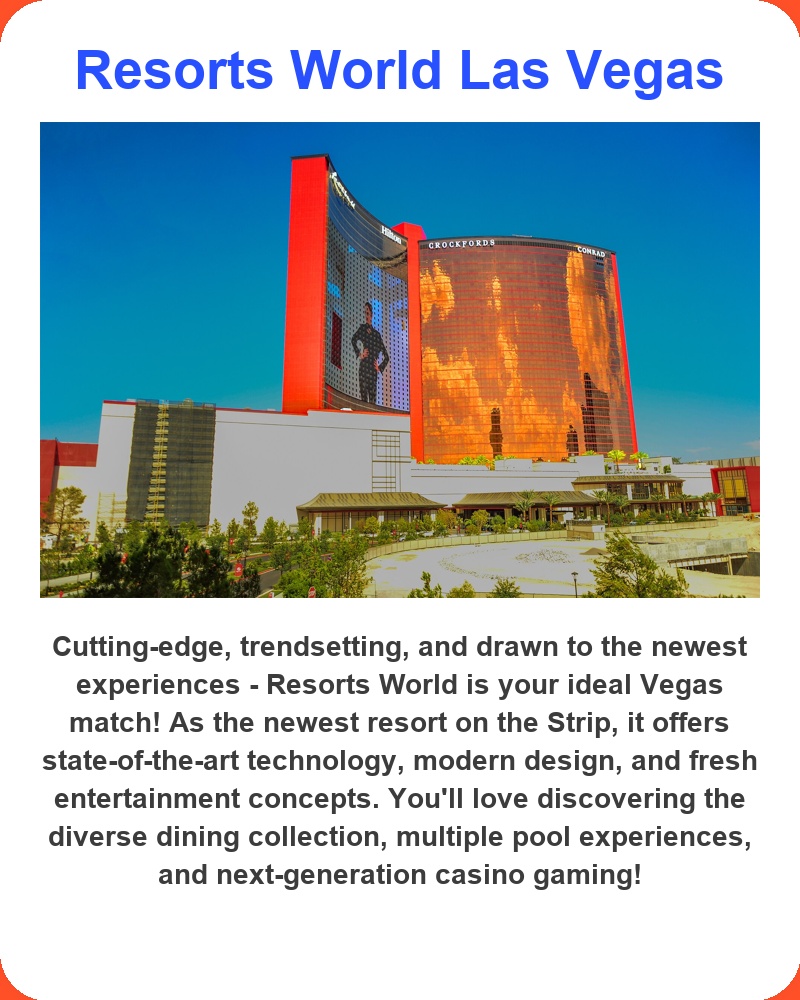 Resorts World Las Vegas
Hilton
CROCKFORDS
CONRAD
Cutting-edge, trendsetting, and drawn to the newest
experiences - Resorts World is your ideal Vegas
match! As the newest resort on the Strip, it offers
state-of-the-art technology, modern design, and fresh
entertainment concepts. You'll love discovering the
diverse dining collection, multiple pool experiences,
and next-generation casino gaming!